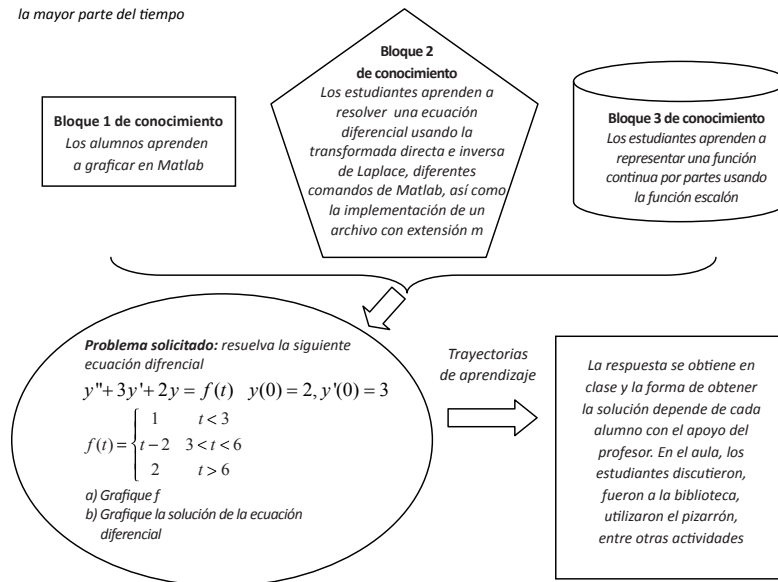 la mayor parte del tiempo
Bloque 1 de conocimiento
Los alumnos aprenden
a graficar en Matlab
Bloque 2
de conocimiento
Los estudiantes aprenden a
resolver una ecuación
diferencial usando la
transformada directa e inversa
de Laplace, diferentes
comandos de Matlab, así como
la implementación de un
archivo con extensión m
Bloque 3 de conocimiento
Los estudiantes aprenden a
representar una función
continua por partes usando
la función escalón
Problema solicitado: resuelva la siguiente
ecuación difrencial
y''+3y'+2y = f(t) y(0) = 2, y'(0) = 3
f(t) = {
1 t < 3
t − 2 3 < t < 6
2 t > 6
a) Grafique f
b) Grafique la solución de la ecuación
diferencial
Trayectorias
de aprendizaje
La respuesta se obtiene en
clase y la forma de obtener
la solución depende de cada
alumno con el apoyo del
profesor. En el aula, los
estudiantes discutieron,
fueron a la biblioteca,
utilizaron el pizarrón,
entre otras actividades